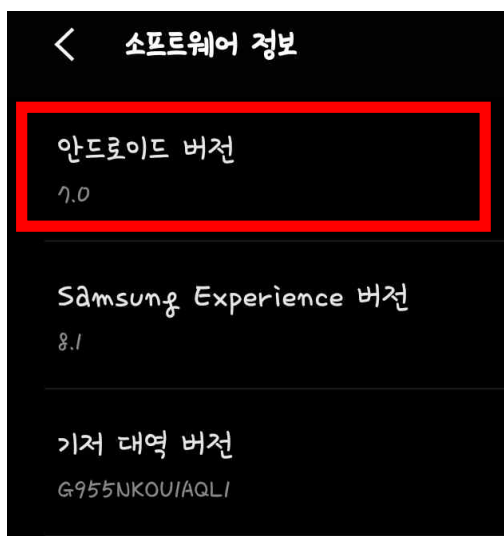 소프트웨어 정보
안드로이드 버전
7.0
Samsung Experience 버전
8.1
기저 대역 버전
G955NKOU1AQL1